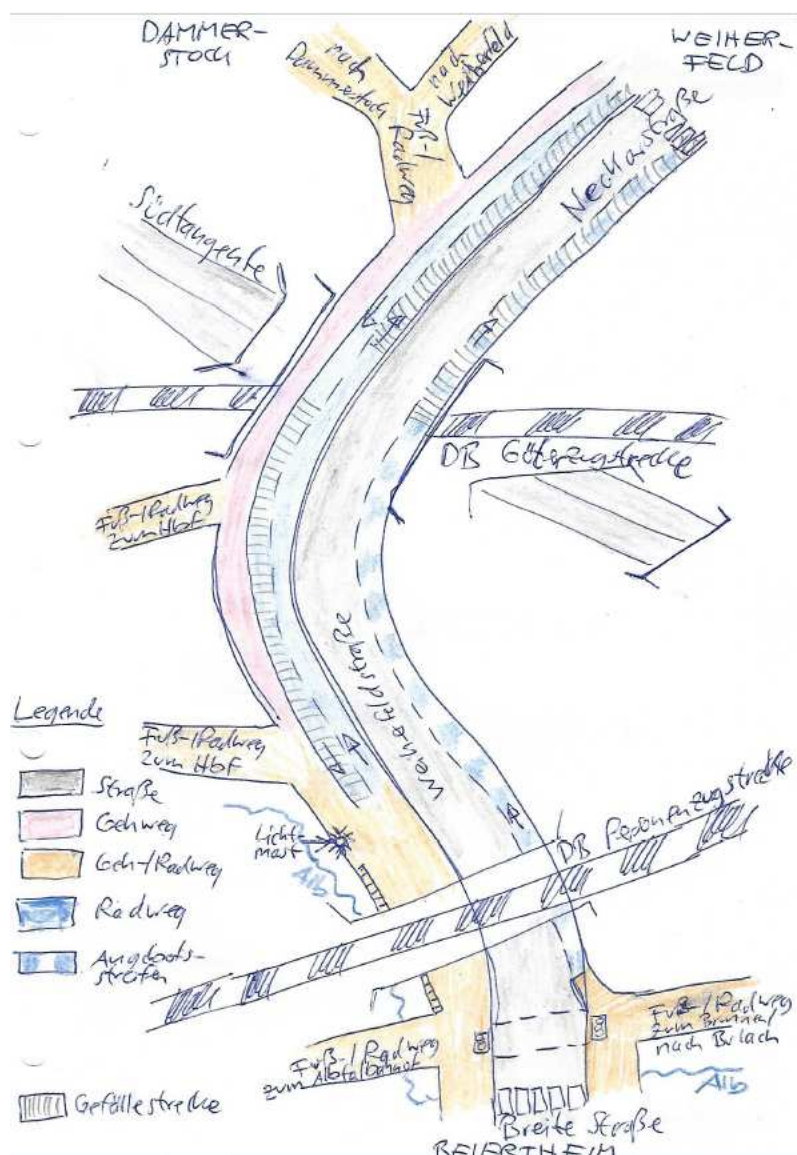 DAMMER-
STOCK
WEIHER-
FELD
nach
Dammerstock
nach
Weiherfeld
Fuß-/
Radweg
Neckarstraße
Südtangente
DB Güterzugstrecke
Fuß-/Radweg
zum Hbf
Weiherfeldstraße
Legende
Straße
Gehweg
Geh-/Radweg
Radweg
Angebots-
streifen
Gefällestrecke
Fuß-/Radweg
zum Hbf
Licht-
mast
Alb
DB Personenzugstrecke
Fuß-/Radweg
zum Albtalbahnhof
Fuß-/Radweg
zum Brunnen/
nach Bulach
Alb
Breite Straße
BEIERTHEIM